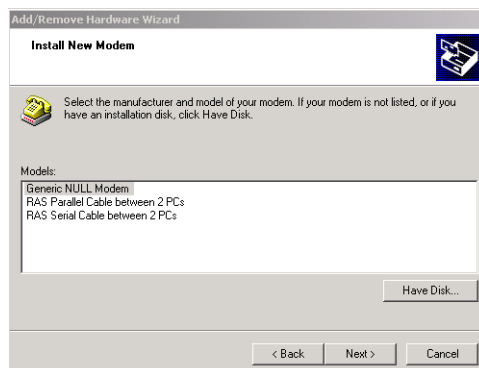 Add/Remove Hardware Wizard
Install New Modem
Select the manufacturer and model of your modem. If your modem is not listed, or if you
have an installation disk, click Have Disk.
Models:
Generic NULL Modem
RAS Parallel Cable between 2 PCs
RAS Serial Cable between 2 PCs
Have Disk...
< Back
Next >
Cancel